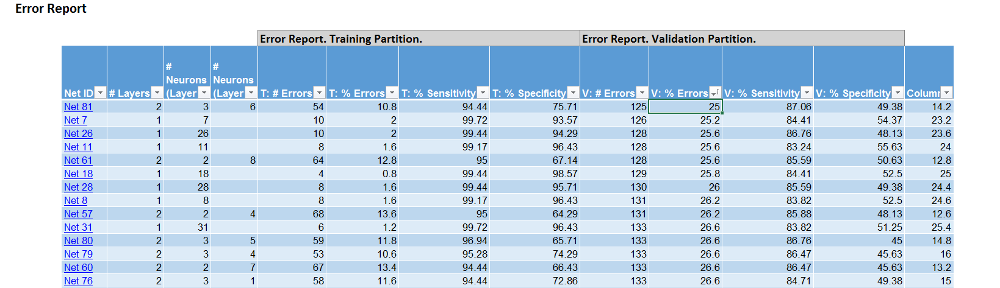 Error Report
Error Report. Training Partition. Error Report. Validation Partition.
Net ID # Layers # Neurons (Layer # Neurons (Layer T: # Errors T: % Errors T: % Sensitivity T: % Specificity V: # Errors V: % Errors V: % Sensitivity V: % Specificity Column
Net 81 2 3 6 54 10.8 94.44 75.71 125 25 87.06 49.38 14.2
Net 7 1 7 10 2 99.72 93.57 126 25.2 84.41 54.37 23.2
Net 26 1 26 10 2 99.44 94.29 128 25.6 86.76 48.13 23.6
Net 11 1 11 8 1.6 99.17 96.43 128 25.6 83.24 55.63 24
Net 61 2 2 8 64 12.8 95 67.14 128 25.6 85.59 50.63 12.8
Net 18 1 18 4 0.8 99.44 98.57 129 25.8 84.41 52.5 25
Net 28 1 28 8 1.6 99.44 95.71 130 26 85.59 49.38 24.4
Net 8 1 8 8 1.6 99.17 96.43 131 26.2 83.82 52.5 24.6
Net 57 2 2 4 68 13.6 95 64.29 131 26.2 85.88 48.13 12.6
Net 31 1 31 6 1.2 99.72 96.43 133 26.6 83.82 51.25 25.4
Net 80 2 3 5 59 11.8 96.94 65.71 133 26.6 86.76 45 14.8
Net 79 2 3 4 53 10.6 95.28 74.29 133 26.6 86.47 45.63 16
Net 60 2 2 7 67 13.4 94.44 66.43 133 26.6 86.47 45.63 13.2
Net 76 2 3 1 58 11.6 94.44 72.86 133 26.6 84.71 49.38 15